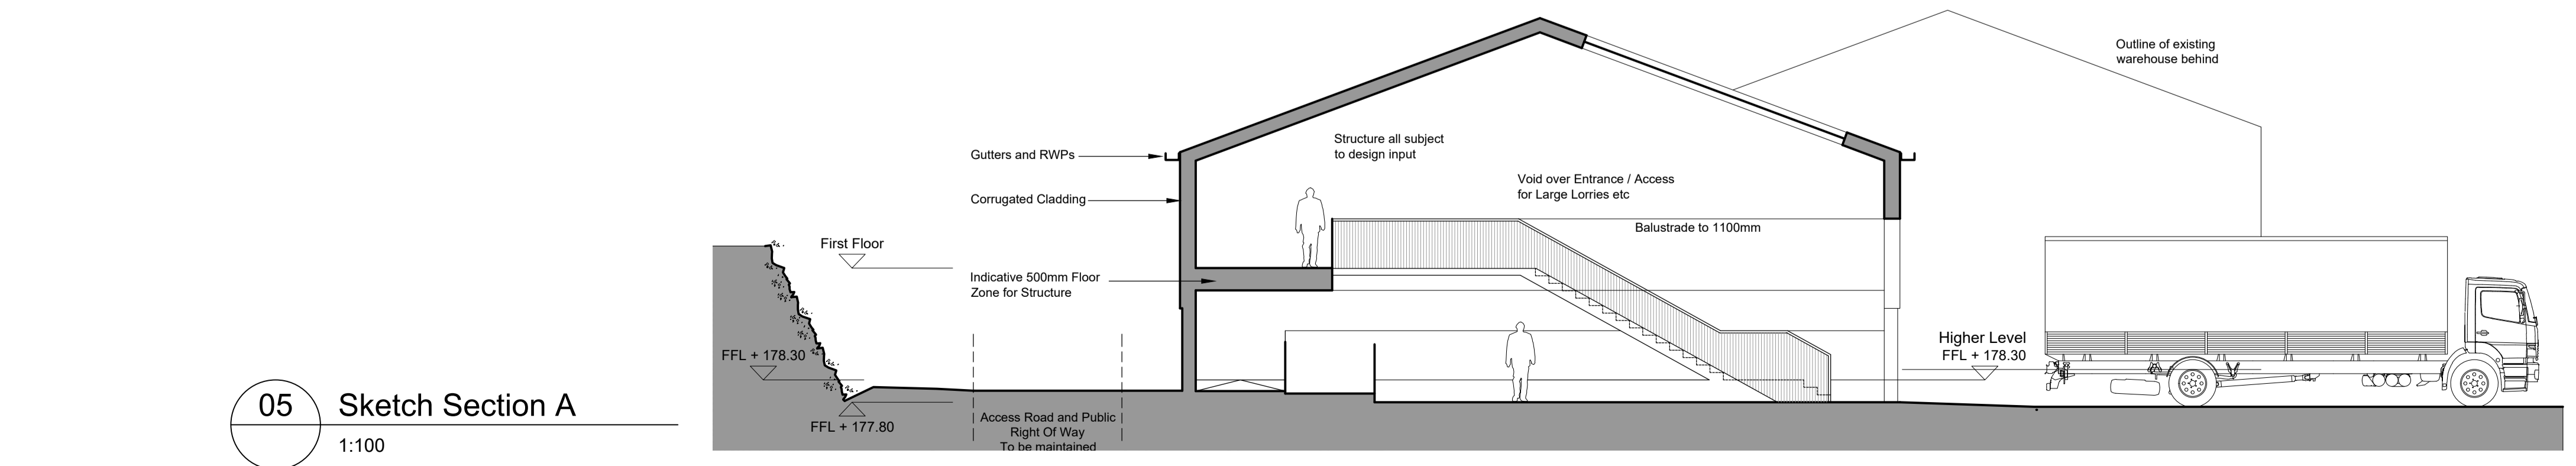 Outline of existing
warehouse behind
Structure all subject
to design input
Gutters and RWPs
Void over Entrance / Access
for Large Lorries etc
Corrugated Cladding
Balustrade to 1100mm
First Floor
Indicative 500mm Floor
Zone for Structure
Higher Level
FFL + 178.30
FFL + 178.30
05
Sketch Section A
1:100
FFL + 177.80
Access Road and Public
Right Of Way
To be maintained